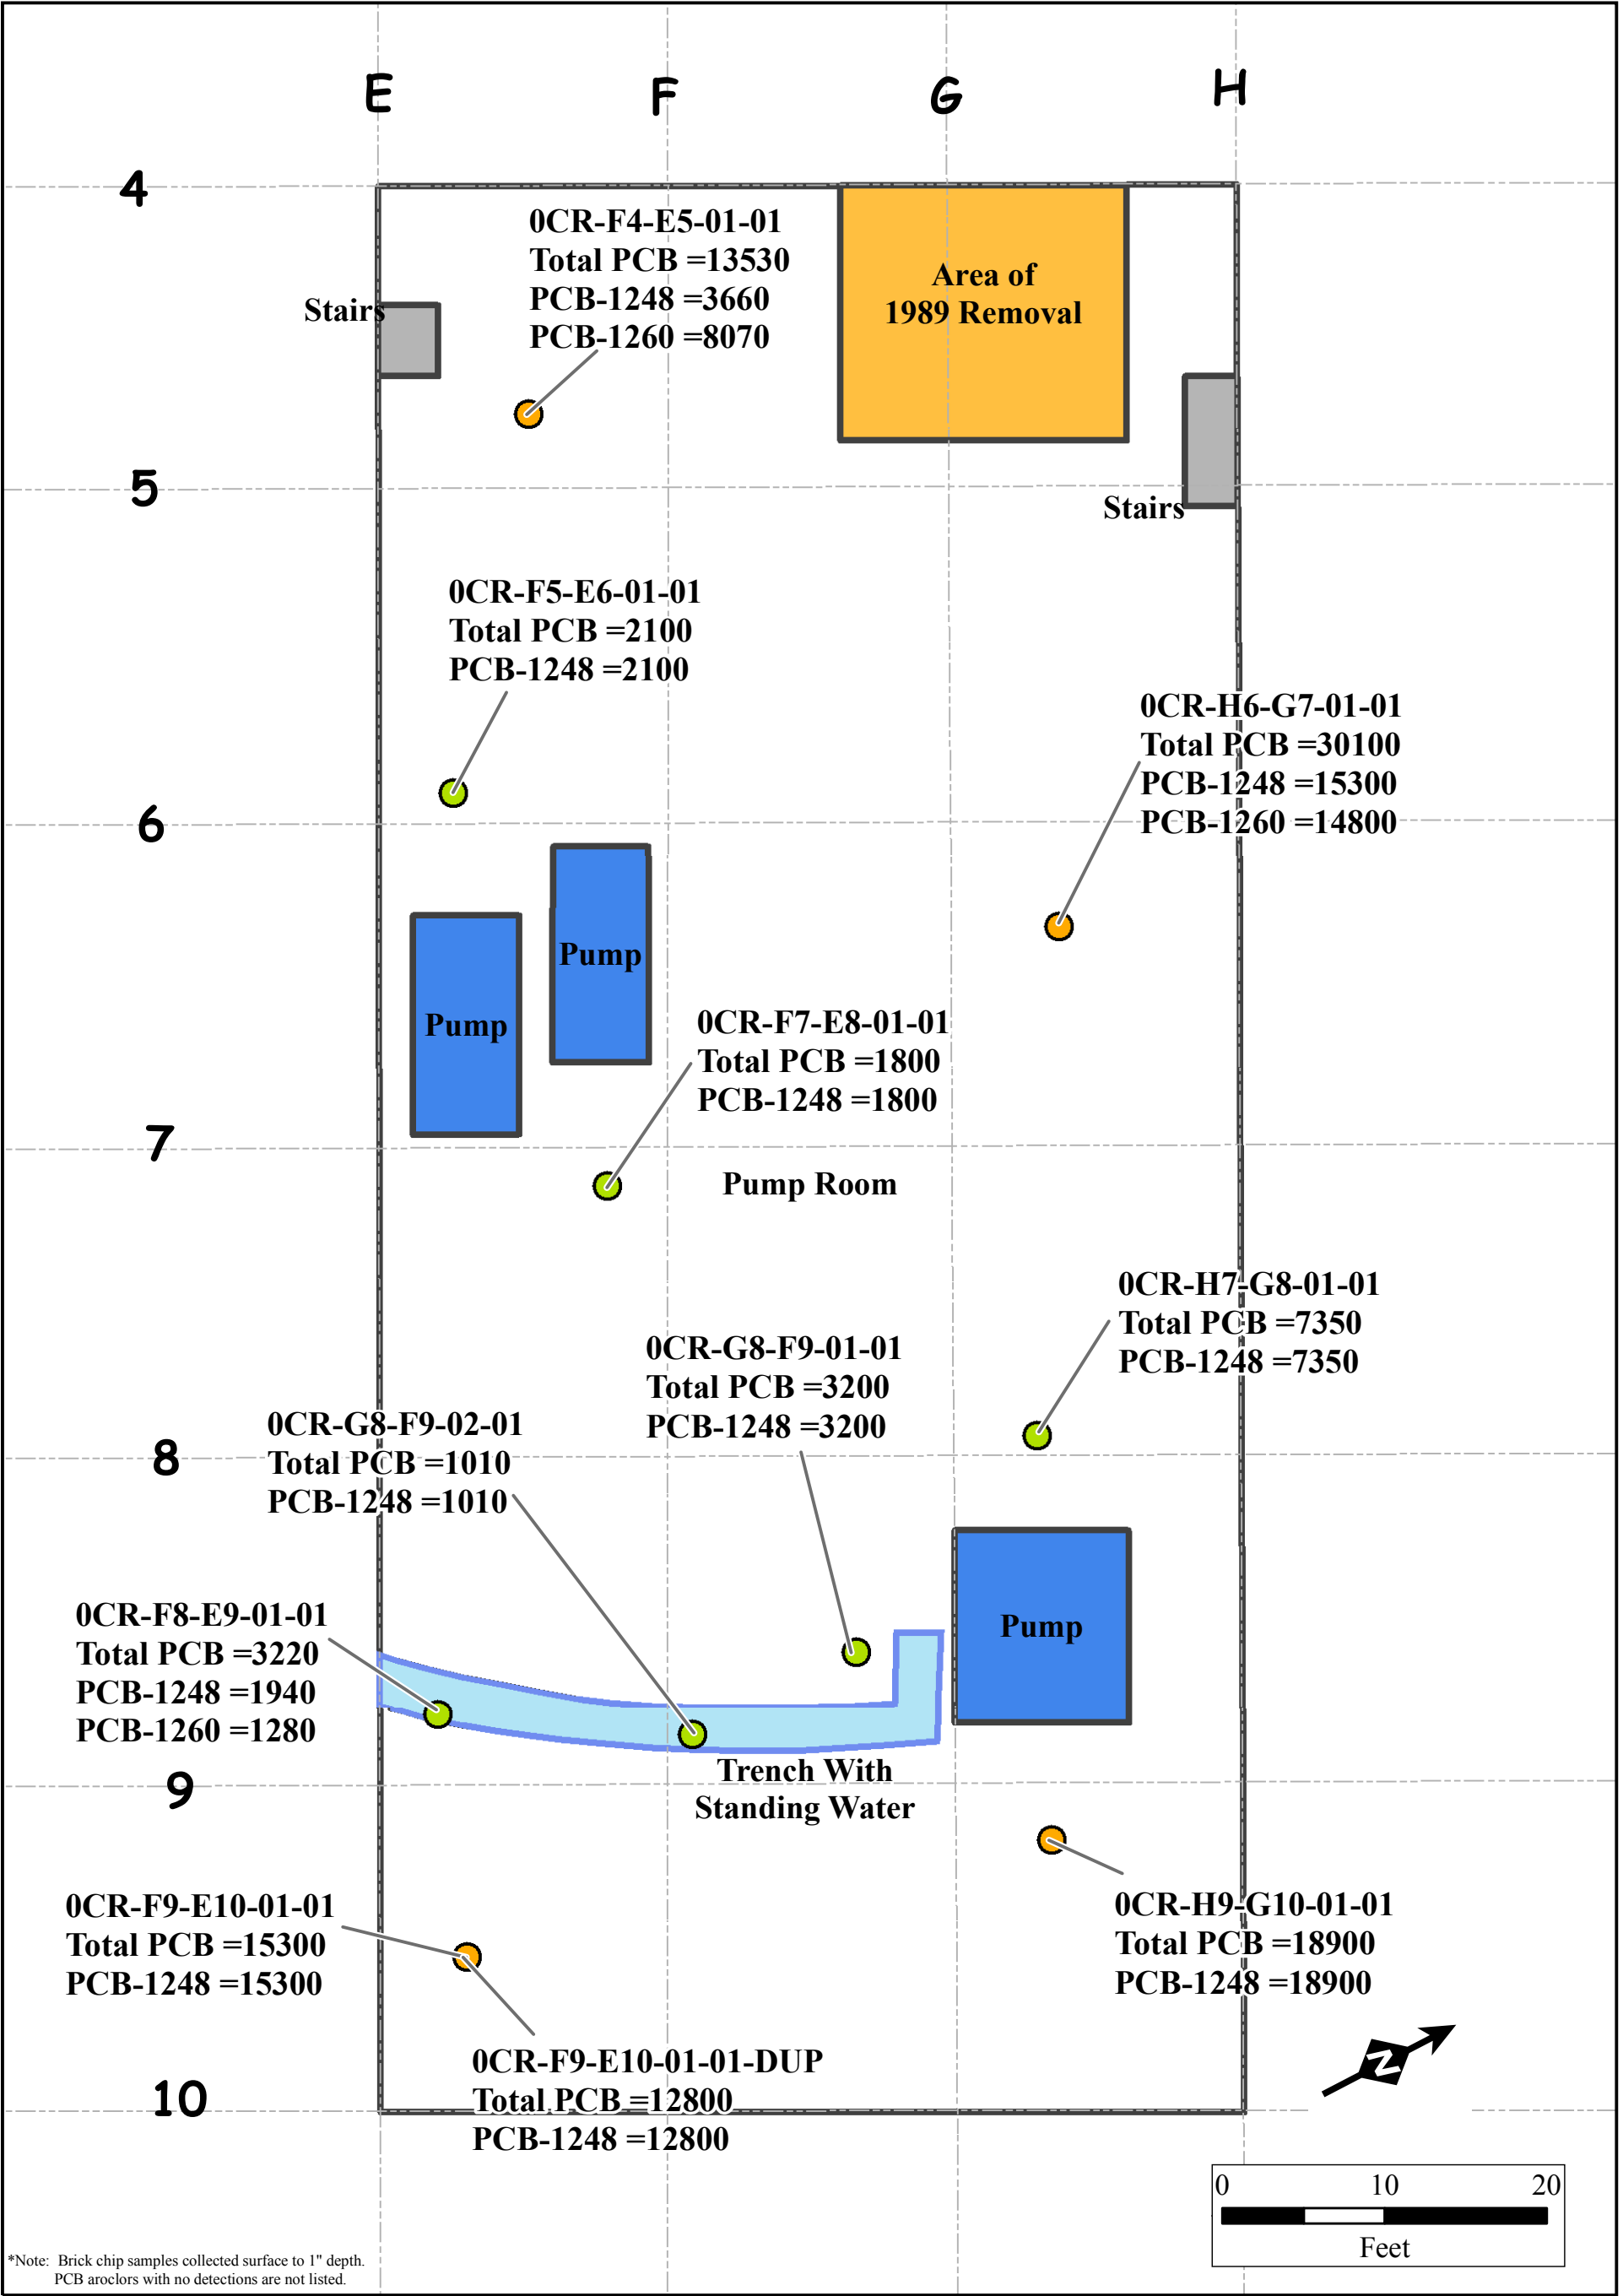 E F G H
4
0CR-F4-E5-01-01
Total PCB =13530
PCB-1248 =3660
PCB-1260 =8070
Area of
1989 Removal
Stairs
5
Stairs
0CR-F5-E6-01-01
Total PCB =2100
PCB-1248 =2100
0CR-H6-G7-01-01
Total PCB =30100
PCB-1248 =15300
PCB-1260 =14800
6
Pump
Pump
0CR-F7-E8-01-01
Total PCB =1800
PCB-1248 =1800
7
Pump Room
0CR-H7-G8-01-01
Total PCB =7350
PCB-1248 =7350
0CR-G8-F9-01-01
Total PCB =3200
PCB-1248 =3200
0CR-G8-F9-02-01
Total PCB =1010
PCB-1248 =1010
8
0CR-F8-E9-01-01
Total PCB =3220
PCB-1248 =1940
PCB-1260 =1280
Pump
Trench With
Standing Water
9
0CR-F9-E10-01-01
Total PCB =15300
PCB-1248 =15300
0CR-H9-G10-01-01
Total PCB =18900
PCB-1248 =18900
0CR-F9-E10-01-01-DUP
Total PCB =12800
PCB-1248 =12800
10
N
0 10 20
Feet
*Note: Brick chip samples collected surface to 1" depth.
PCB aroclors with no detections are not listed.